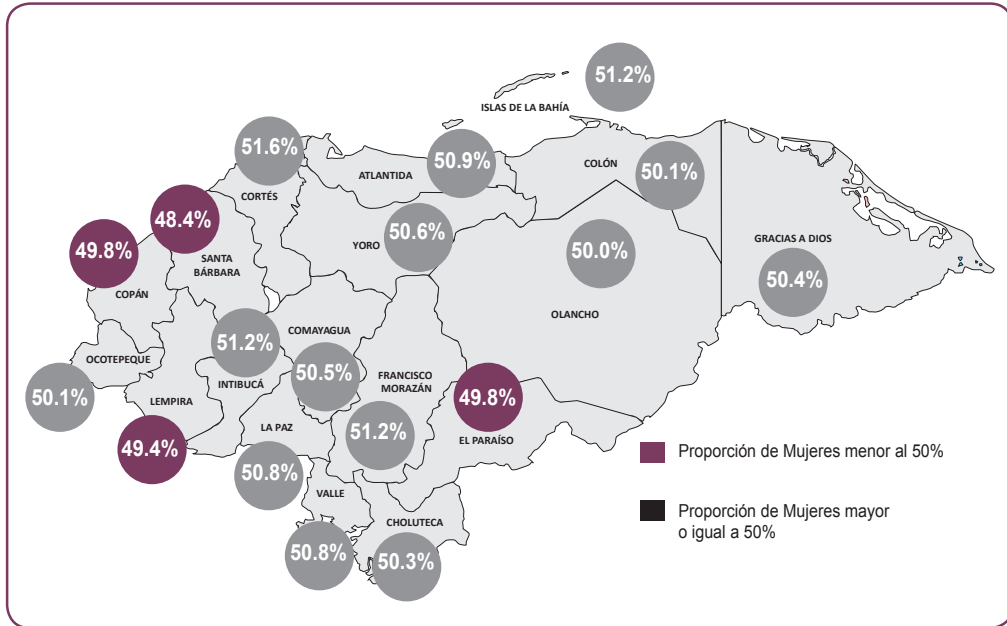 51.2%
ISLAS DE LA BAHÍA
51.6%
CORTÉS
ATLANTIDA
50.9%
COLÓN
50.1%
48.4%
SANTA
BÁRBARA
49.8%
COPÁN
YORO
50.6%
50.0%
OLANCHO
GRACIAS A DIOS
50.4%
OCOTEPEQUE
50.1%
LEMPIRA
49.4%
51.2%
INTIBUCÁ
COMAYAGUA
50.5%
FRANCISCO
MORAZÁN
51.2%
49.8%
EL PARAÍSO
LA PAZ
50.8%
VALLE
50.8%
CHOLUTECA
50.3%
Proporción de Mujeres menor al 50%
Proporción de Mujeres mayor
o igual a 50%